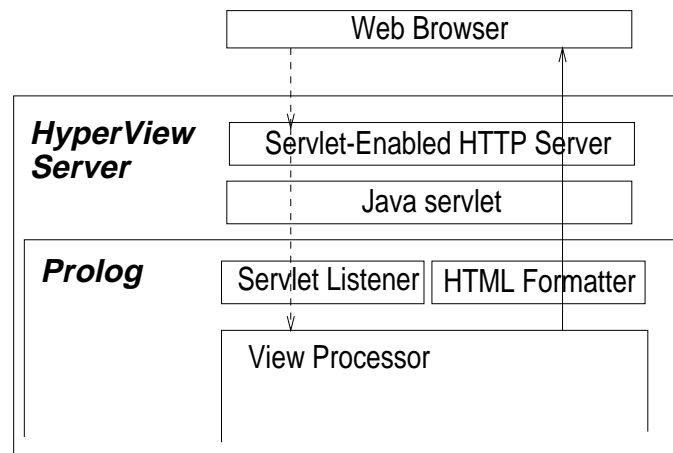 Web Browser
HyperView
Server
Servlet-Enabled HTTP Server
Java servlet
Prolog
Servlet Listener
HTML Formatter
View Processor